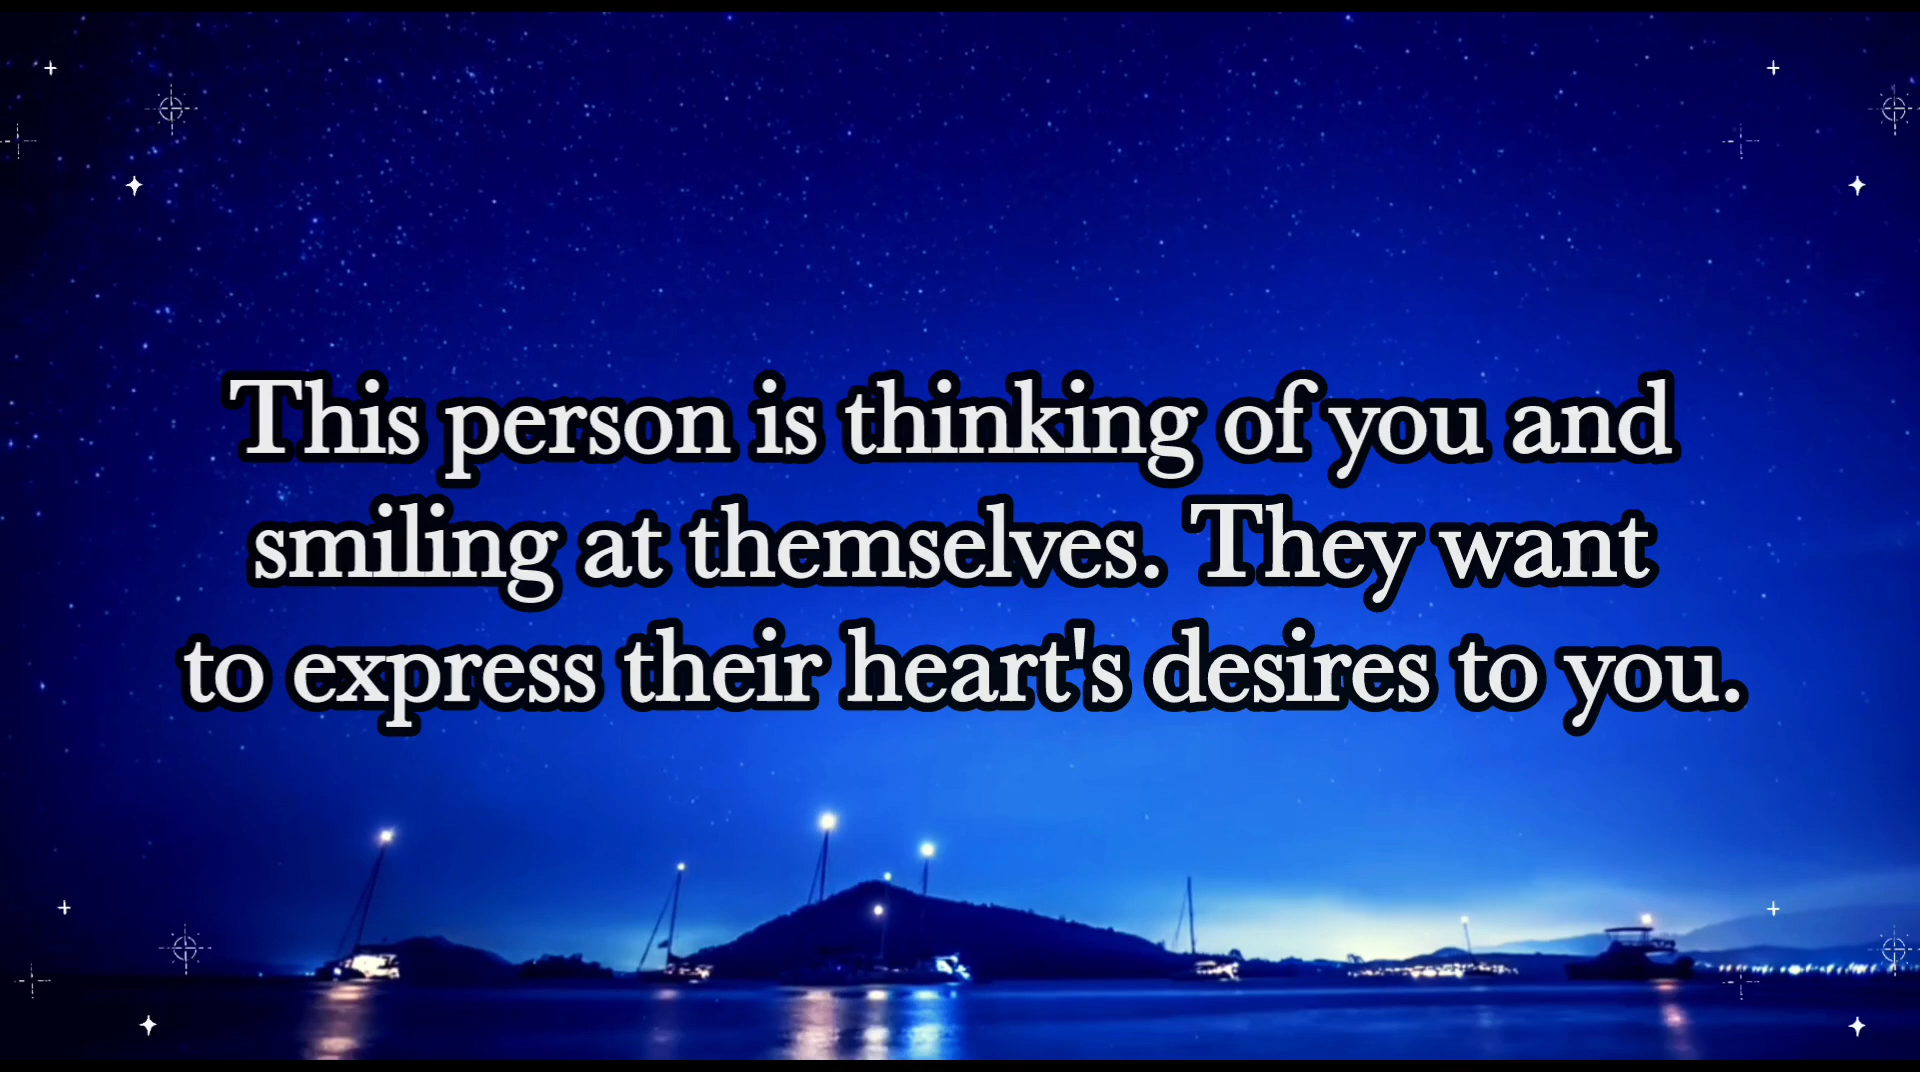 This person is thinking of you and
smiling at themselves. They want
to express their heart's desires to you.